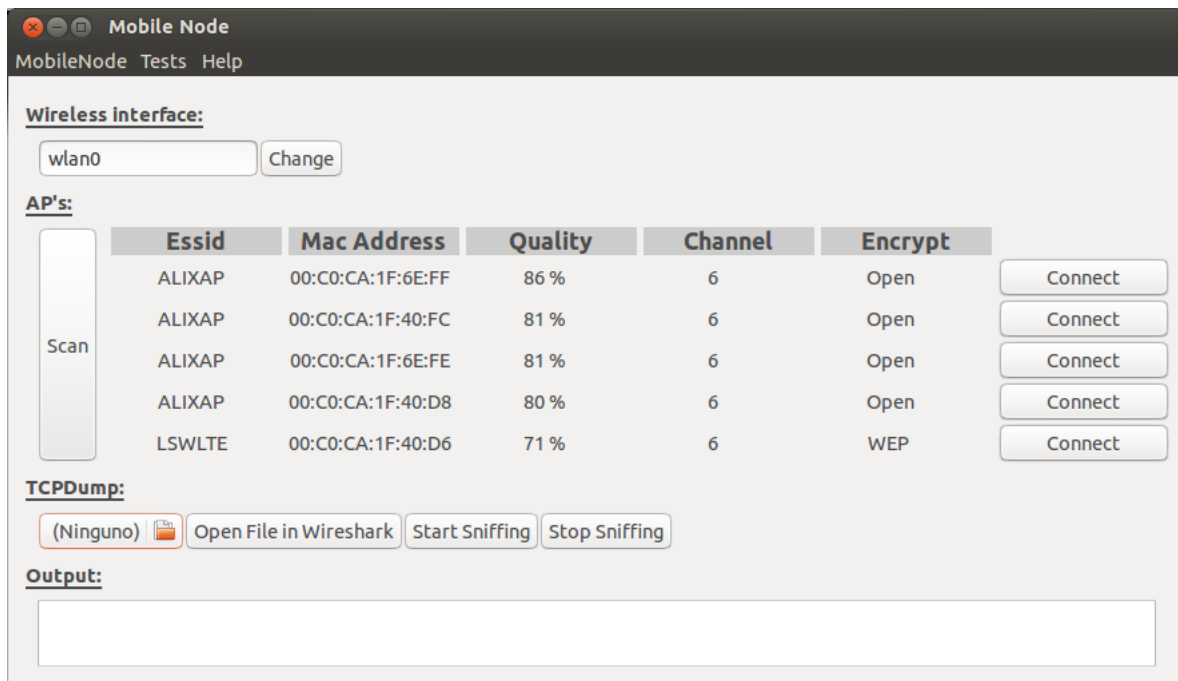 Mobile Node
MobileNode Tests Help
Wireless interface:
wlan0 Change
AP's:
Essid Mac Address Quality Channel Encrypt
ALIXAP 00:C0:CA:1F:6E:FF 86 % 6 Open Connect
ALIXAP 00:C0:CA:1F:40:FC 81 % 6 Open Connect
Scan
ALIXAP 00:C0:CA:1F:6E:FE 81 % 6 Open Connect
ALIXAP 00:C0:CA:1F:40:D8 80 % 6 Open Connect
LSWLTE 00:C0:CA:1F:40:D6 71 % 6 WEP Connect
TCPDump:
(Ninguno) Open File in Wireshark Start Sniffing Stop Sniffing
Output: